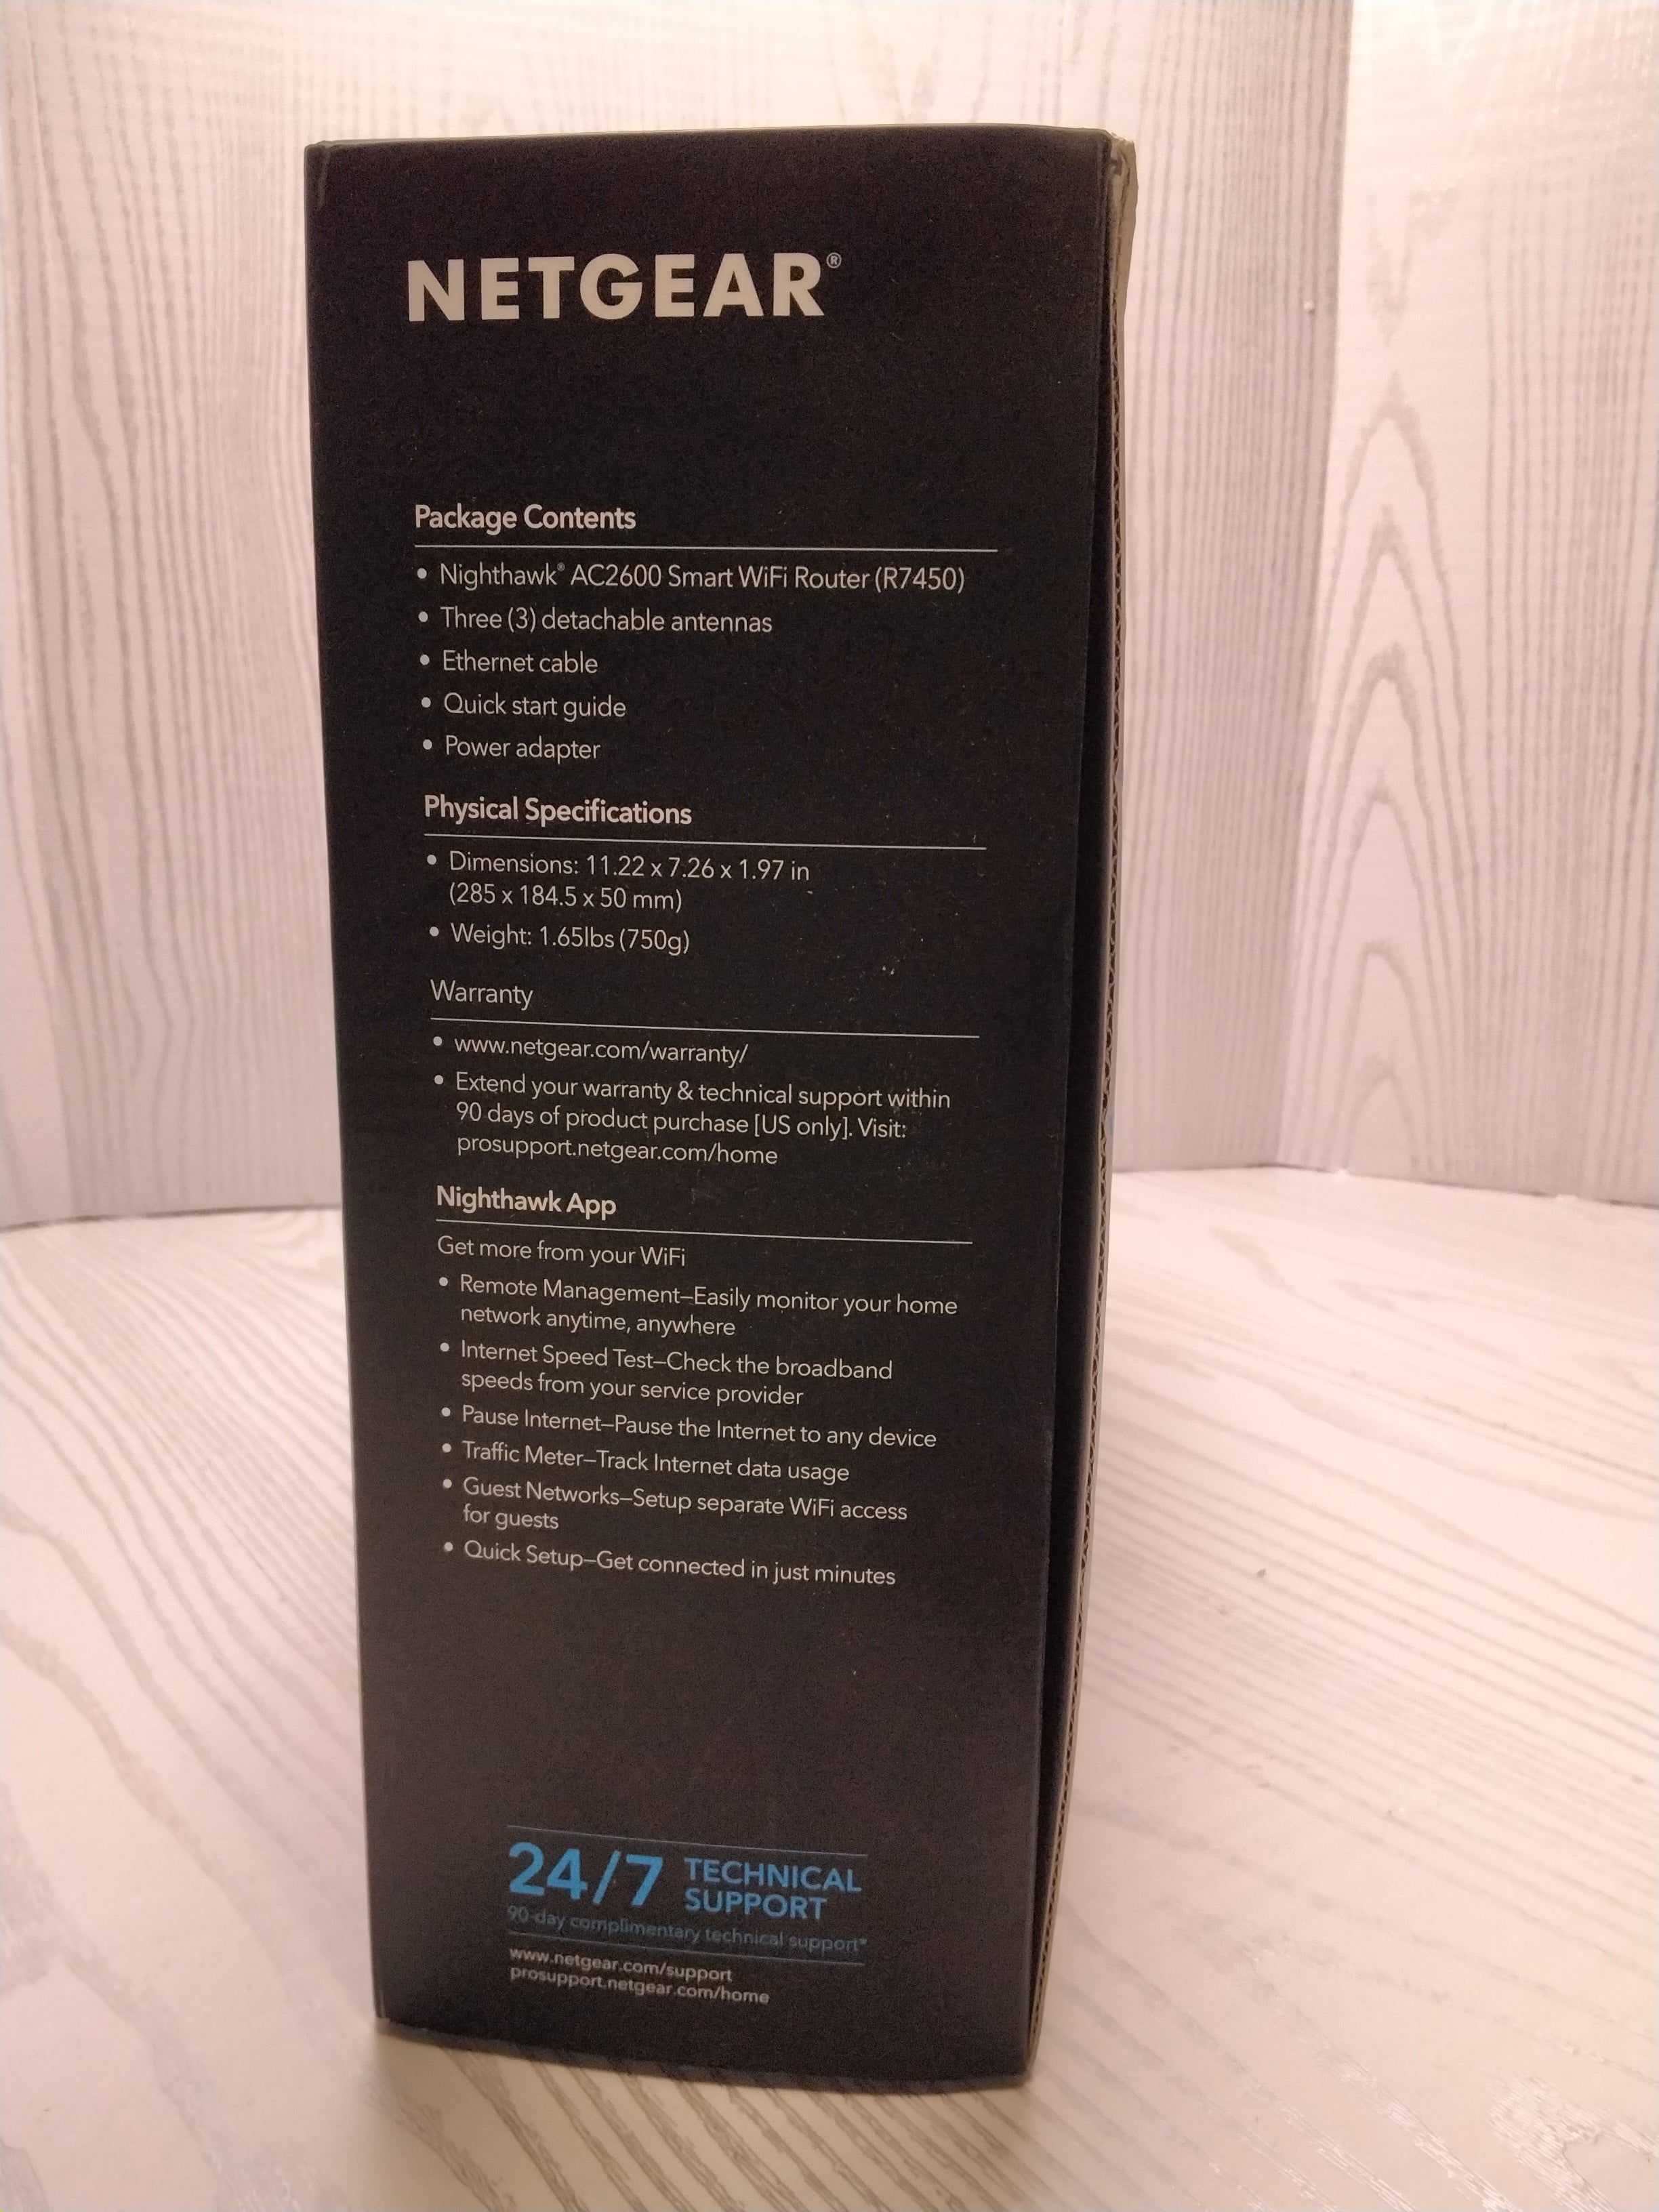 NETGEAR®
Package Contents
• Nighthawk® AC2600 Smart WiFi Router (R7450)
• Three (3) detachable antennas
• Ethernet cable
• Quick start guide
• Power adapter
Physical Specifications
• Dimensions: 11.22 x 7.26 x 1.97 in
(285 x 184.5 x 50 mm)
• Weight: 1.65lbs (750g)
Warranty
• www.netgear.com/warranty/
• Extend your warranty & technical support within
90 days of product purchase [US only]. Visit:
prosupport.netgear.com/home
Nighthawk App
Get more from your WiFi
• Remote Management–Easily monitor your home
network anytime, anywhere
• Internet Speed Test–Check the broadband
speeds from your service provider
• Pause Internet–Pause the Internet to any device
• Traffic Meter–Track Internet data usage
• Guest Networks–Setup separate WiFi access
for guests
• Quick Setup–Get connected in just minutes
24/7 TECHNICAL
SUPPORT
90-day complimentary technical support*
www.netgear.com/support
prosupport.netgear.com/home